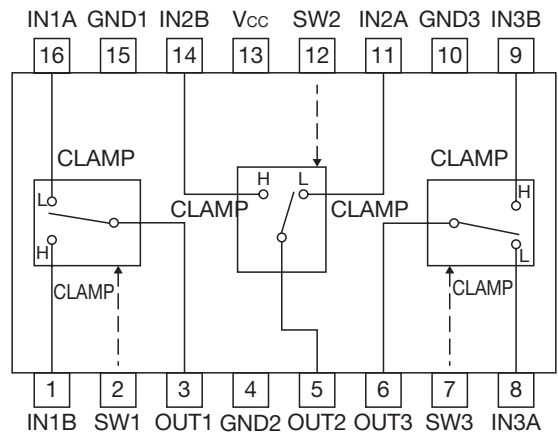 IN1A GND1 IN2B Vcc SW2 IN2A GND3 IN3B
16 15 14 13 12 11 10 9
CLAMP CLAMP
H L
L CLAMP CLAMP H
H L
CLAMP CLAMP
1 2 3 4 5 6 7 8
IN1B SW1 OUT1 GND2 OUT2 OUT3 SW3 IN3A